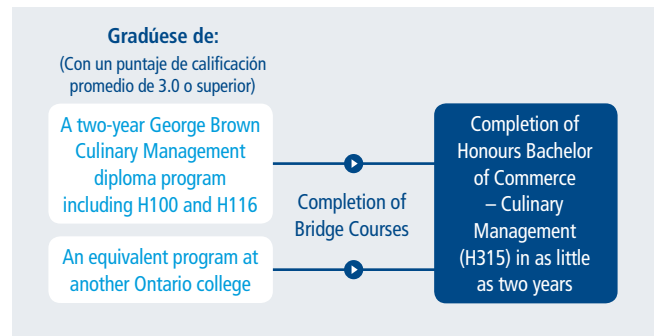 Gradúese de:
(Con un puntaje de calificación
promedio de 3.0 o superior)
A two-year George Brown
Culinary Management
diploma program
including H100 and H116
An equivalent program at
another Ontario college
Completion of
Bridge Courses
Completion of
Honours Bachelor
of Commerce
– Culinary
Management
(H315) in as little
as two years